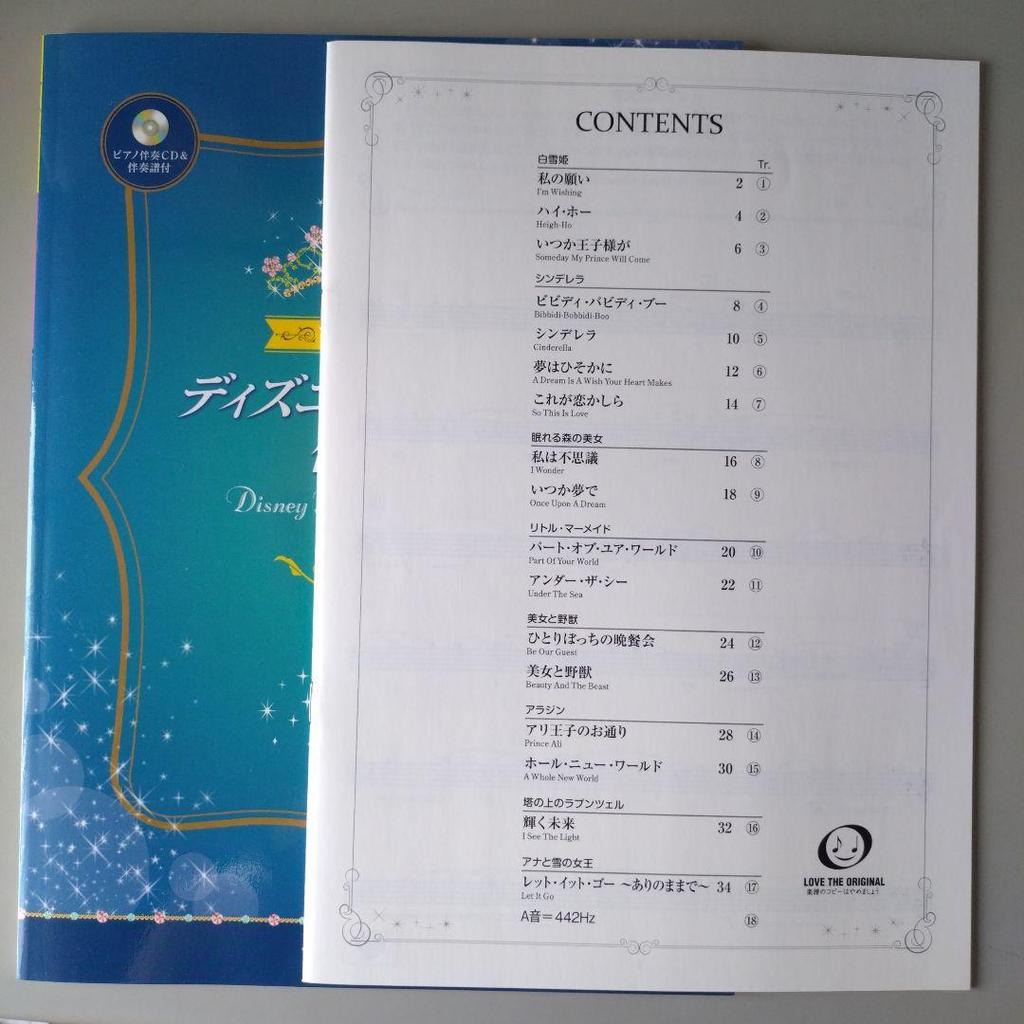 ピアノ伴奏CD&
伴奏譜付
ディズニ
Disney
CONTENTS
白雪姫 Tr.
私の願い 2 ①
I'm Wishing
ハイ・ホー 4 ②
Heigh-Ho
いつか王子様が 6 ③
Someday My Prince Will Come
シンデレラ
ビビディ・バビディ・ブー 8 ④
Bibbidi-Bobbidi-Boo
シンデレラ 10 ⑤
Cinderella
夢はひそかに 12 ⑥
A Dream Is A Wish Your Heart Makes
これが恋かしら 14 ⑦
So This Is Love
眠れる森の美女
私は不思議 16 ⑧
I Wonder
いつか夢で 18 ⑨
Once Upon A Dream
リトル・マーメイド
パート・オブ・ユア・ワールド 20 ⑩
Part Of Your World
アンダー・ザ・シー 22 ⑪
Under The Sea
美女と野獣
ひとりぼっちの晩餐会 24 ⑫
Be Our Guest
美女と野獣 26 ⑬
Beauty And The Beast
アラジン
アリ王子のお通り 28 ⑭
Prince Ali
ホール・ニュー・ワールド 30 ⑮
A Whole New World
塔の上のラプンツェル
輝く未来 32 ⑯
I See The Light
アナと雪の女王
レット・イット・ゴー ～ありのままで～ 34 ⑰
Let It Go
A音＝442Hz ⑱
LOVE THE ORIGINAL
楽譜のコピーはやめましょう